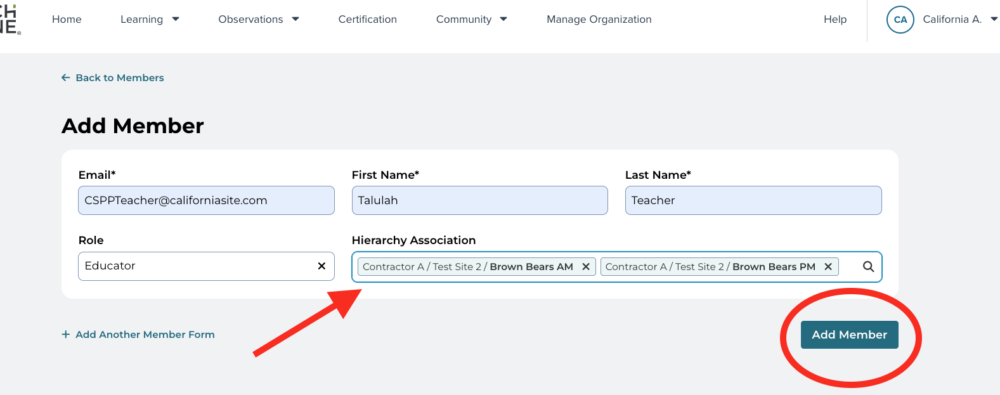 CH
NE®
Home Learning Observations Certification Community Manage Organization Help CA California A.
← Back to Members
Add Member
Email* First Name* Last Name*
CSPPTeacher@californiasite.com Talulah Teacher
Role Hierarchy Association
Educator Contractor A / Test Site 2 / Brown Bears AM Contractor A / Test Site 2 / Brown Bears PM
+ Add Another Member Form Add Member